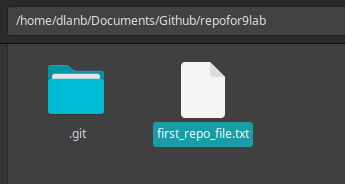 /home/dlanb/Documents/Github/repofor9lab
.git
first_repo_file.txt